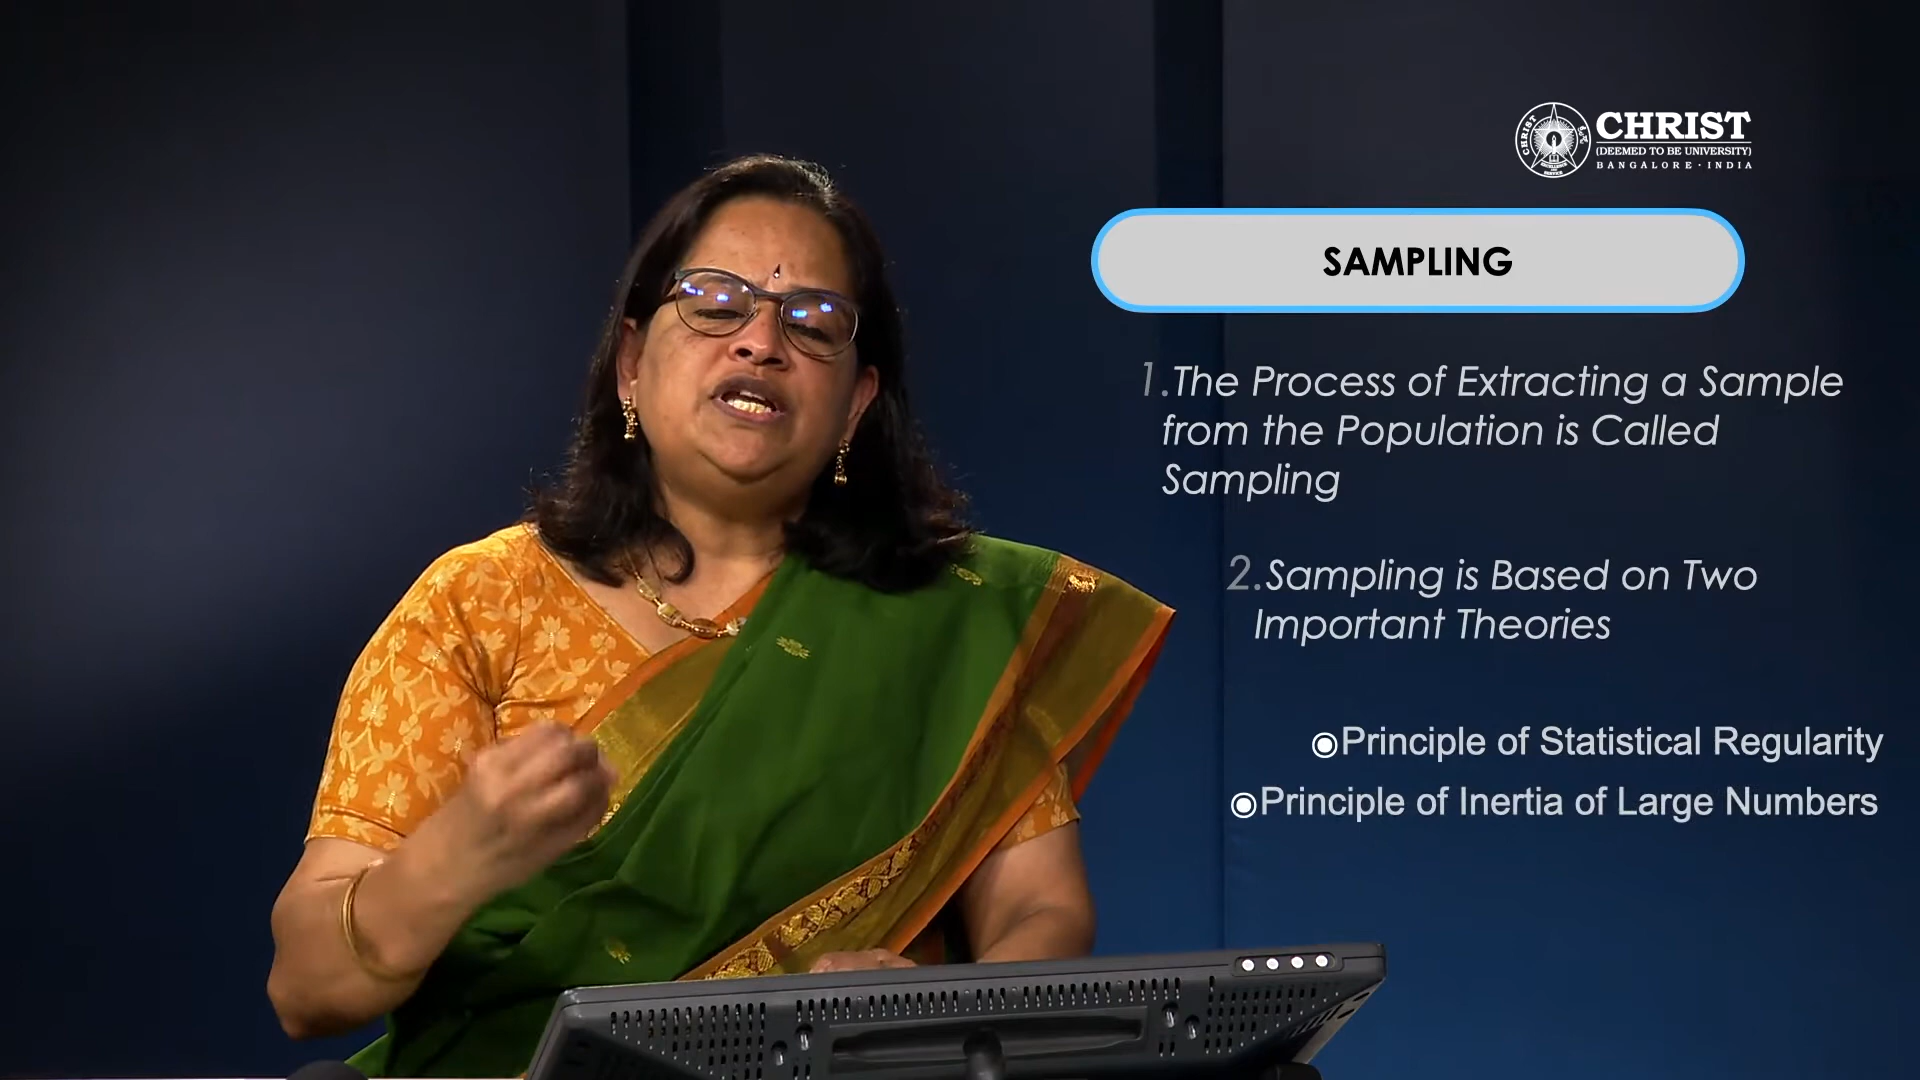 CHRIST
CHRIST
(DEEMED TO BE UNIVERSITY)
BANGALORE · INDIA
SAMPLING
1.The Process of Extracting a Sample
from the Population is Called
Sampling
2.Sampling is Based on Two
Important Theories
Principle of Statistical Regularity
Principle of Inertia of Large Numbers